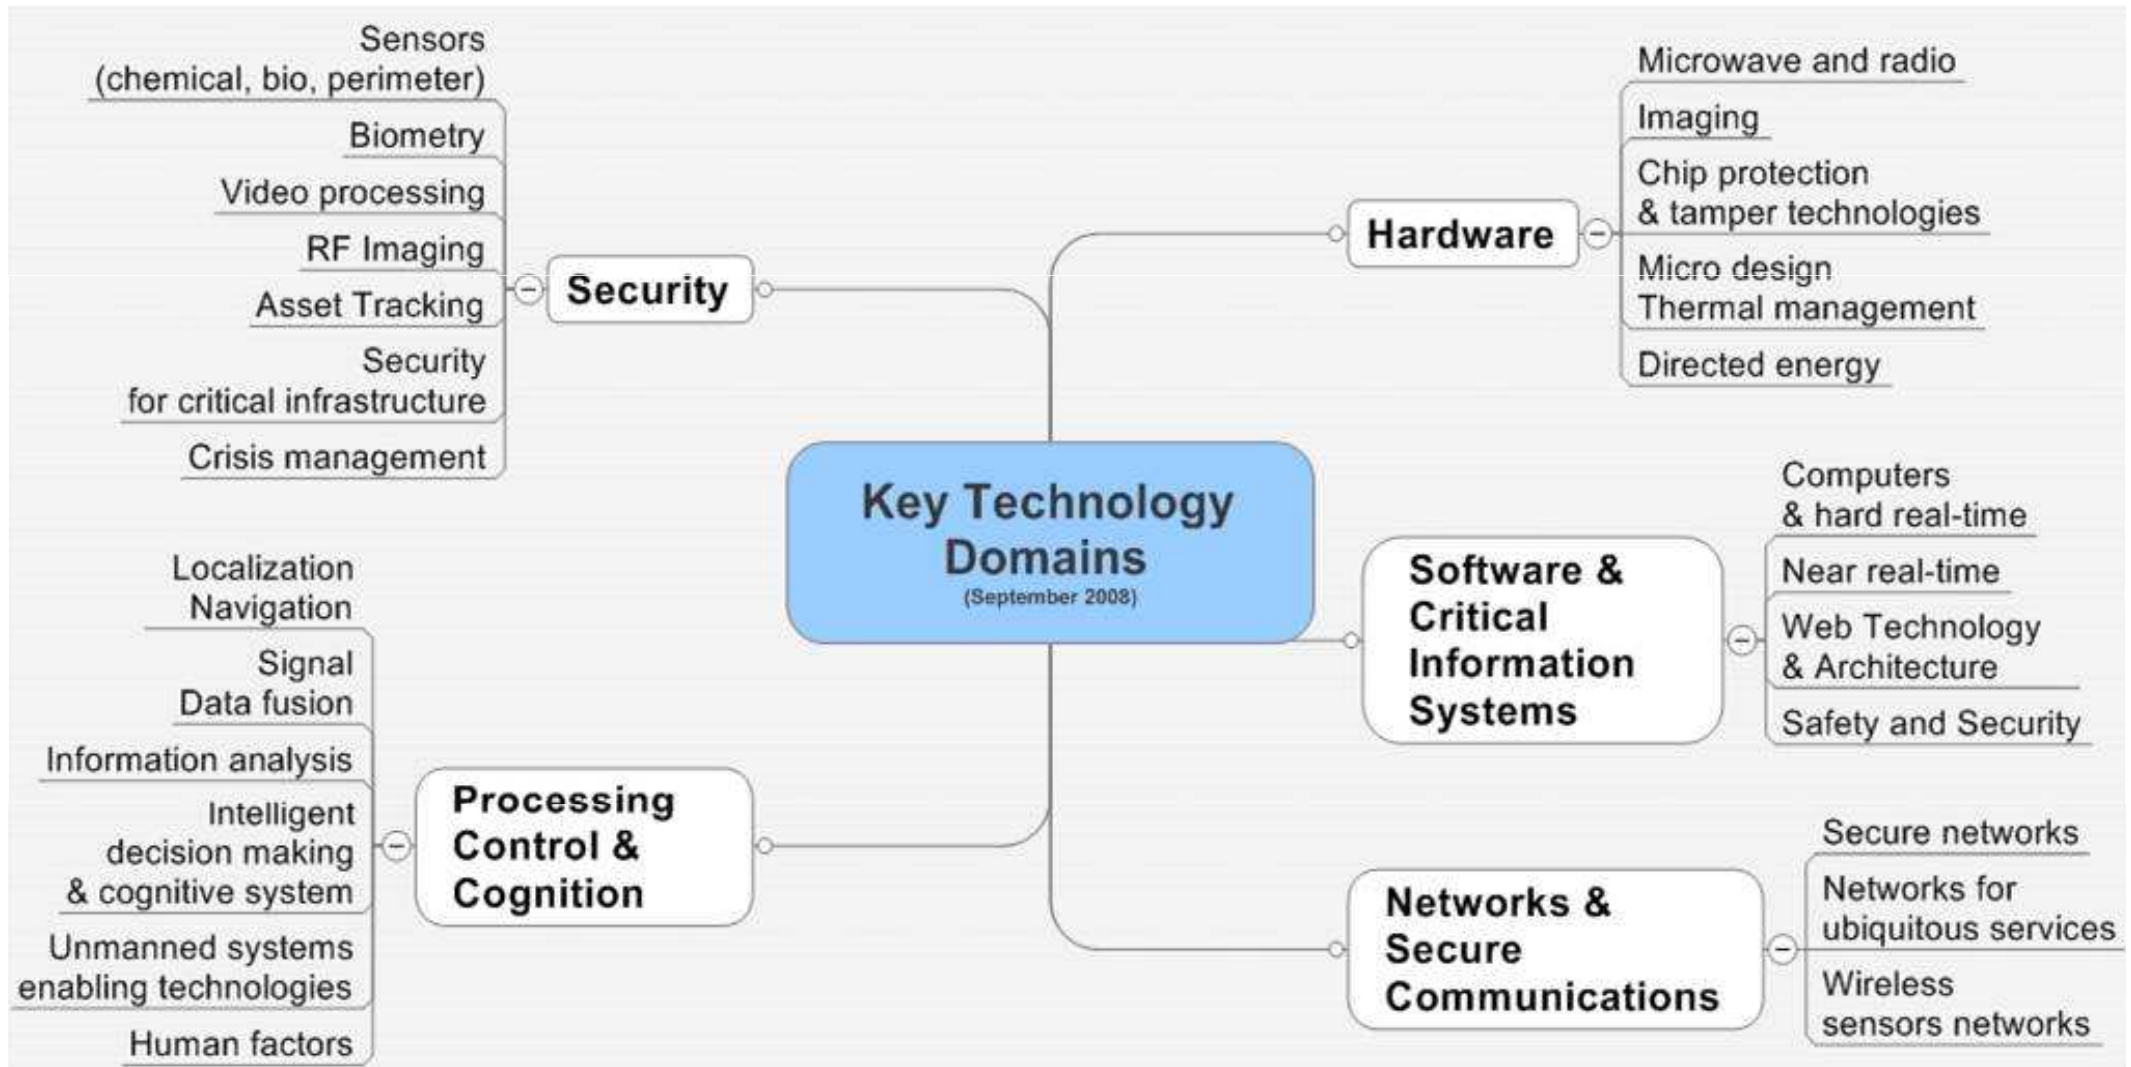 Key Technology
Domains
(September 2008)
Security
Sensors
(chemical, bio, perimeter)
Biometry
Video processing
RF Imaging
Asset Tracking
Security
for critical infrastructure
Crisis management
Hardware
Microwave and radio
Imaging
Chip protection
& tamper technologies
Micro design
Thermal management
Directed energy
Software &
Critical
Information
Systems
Computers
& hard real-time
Near real-time
Web Technology
& Architecture
Safety and Security
Processing
Control &
Cognition
Localization
Navigation
Signal
Data fusion
Information analysis
Intelligent
decision making
& cognitive system
Unmanned systems
enabling technologies
Human factors
Networks &
Secure
Communications
Secure networks
Networks for
ubiquitous services
Wireless
sensors networks